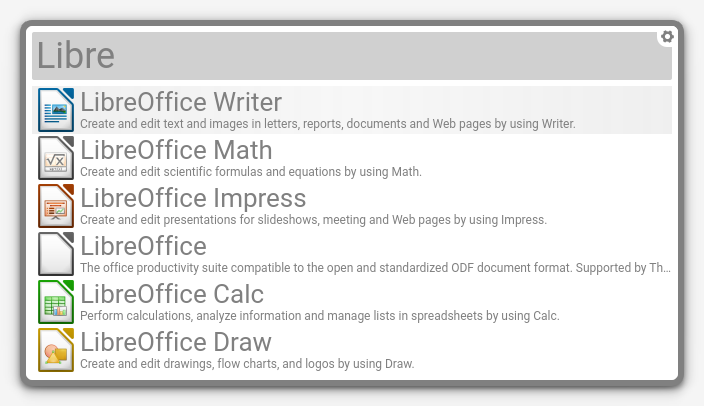 Libre
LibreOffice Writer
Create and edit text and images in letters, reports, documents and Web pages by using Writer.
LibreOffice Math
Create and edit scientific formulas and equations by using Math.
LibreOffice Impress
Create and edit presentations for slideshows, meeting and Web pages by using Impress.
LibreOffice
The office productivity suite compatible to the open and standardized ODF document format. Supported by Th...
LibreOffice Calc
Perform calculations, analyze information and manage lists in spreadsheets by using Calc.
LibreOffice Draw
Create and edit drawings, flow charts, and logos by using Draw.